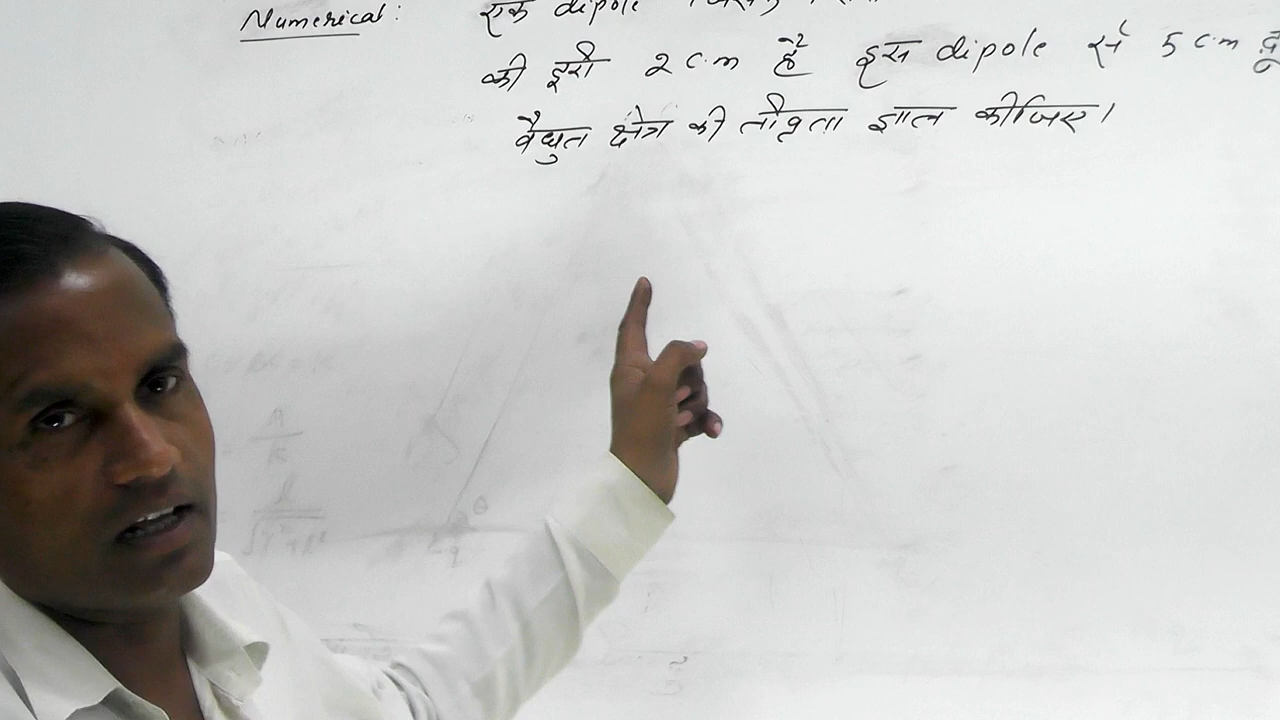 Numerical: एक dipole
की दूरी 2 c.m है इस dipole से 5 c.m
वैद्युत क्षेत्र की तीव्रता ज्ञात कीजिए।
θ
-q